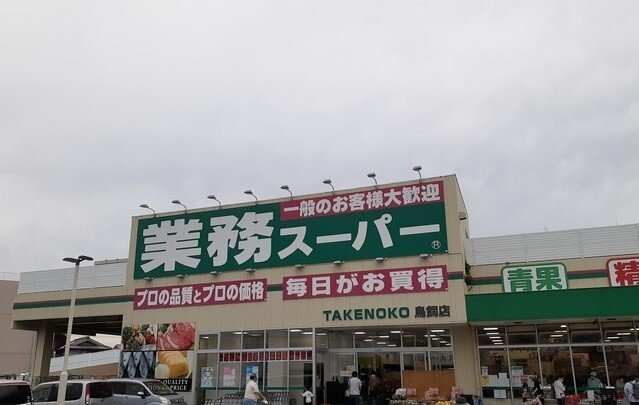 一般のお客様大歓迎
業務スーパー®
プロの品質とプロの価格
毎日がお買得
TAKENOKO 鳥飼店
青果
精
QUALITY